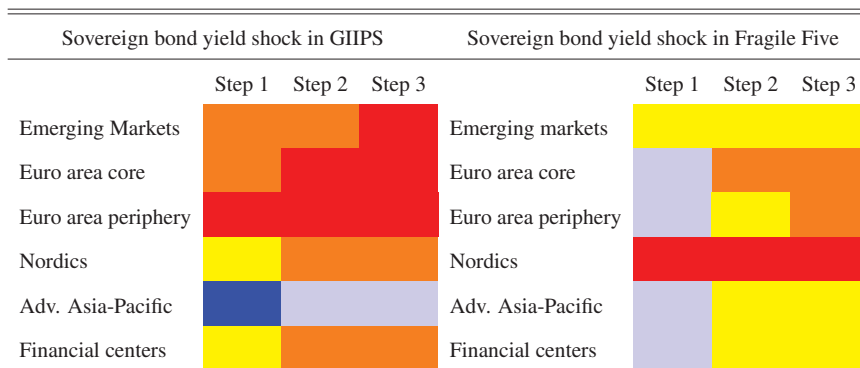 Sovereign bond yield shock in GIIPS Sovereign bond yield shock in Fragile Five
Step 1 Step 2 Step 3 Step 1 Step 2 Step 3
Emerging Markets Emerging markets
Euro area core Euro area core
Euro area periphery Euro area periphery
Nordics Nordics
Adv. Asia-Pacific Adv. Asia-Pacific
Financial centers Financial centers